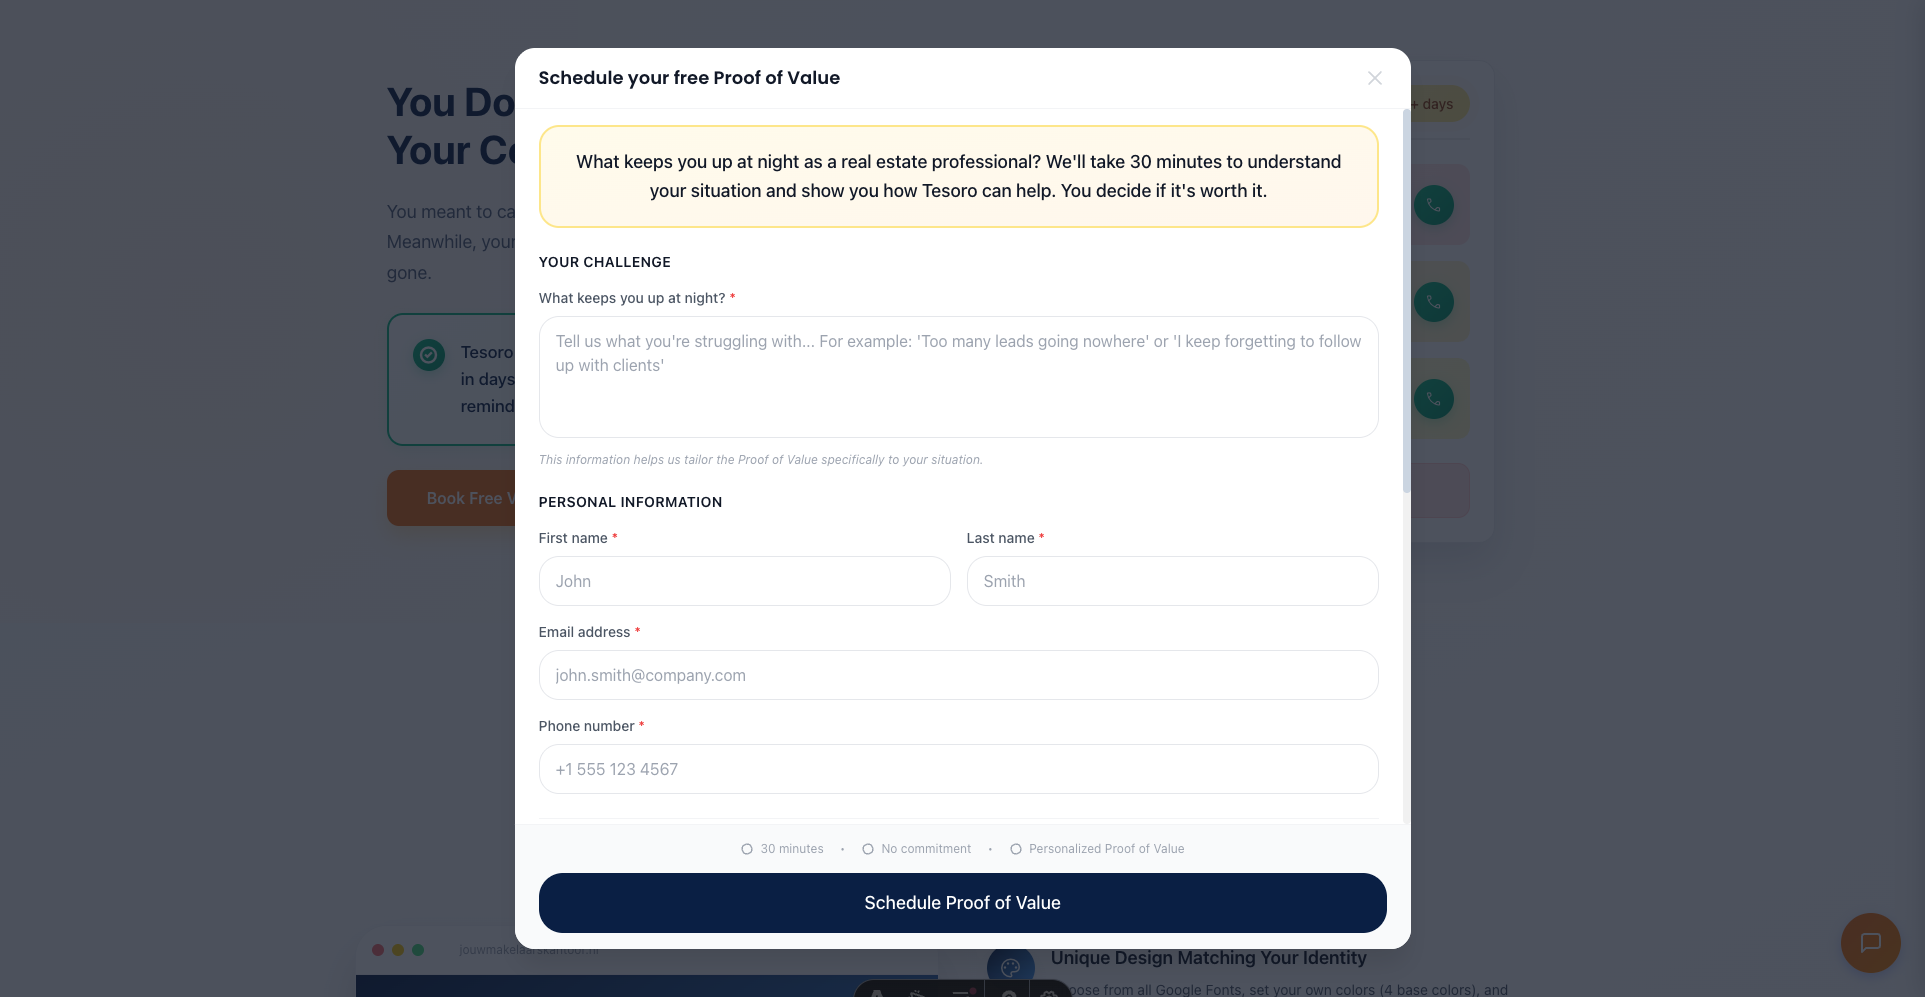 Schedule your free Proof of Value
What keeps you up at night as a real estate professional? We'll take 30 minutes to understand
your situation and show you how Tesoro can help. You decide if it's worth it.
YOUR CHALLENGE
What keeps you up at night? *
Tell us what you're struggling with... For example: 'Too many leads going nowhere' or 'I keep forgetting to follow
up with clients'
This information helps us tailor the Proof of Value specifically to your situation.
PERSONAL INFORMATION
First name *
Last name *
John
Smith
Email address *
john.smith@company.com
Phone number *
+1 555 123 4567
30 minutes • No commitment • Personalized Proof of Value
Schedule Proof of Value
You Do
Your
You meant to ca
Meanwhile, your
gone.
Tesoro
in days
remind
Book Free
+ days
Unique Design Matching Your Identity
from all Google Fonts, set your own colors (4 base colors), and